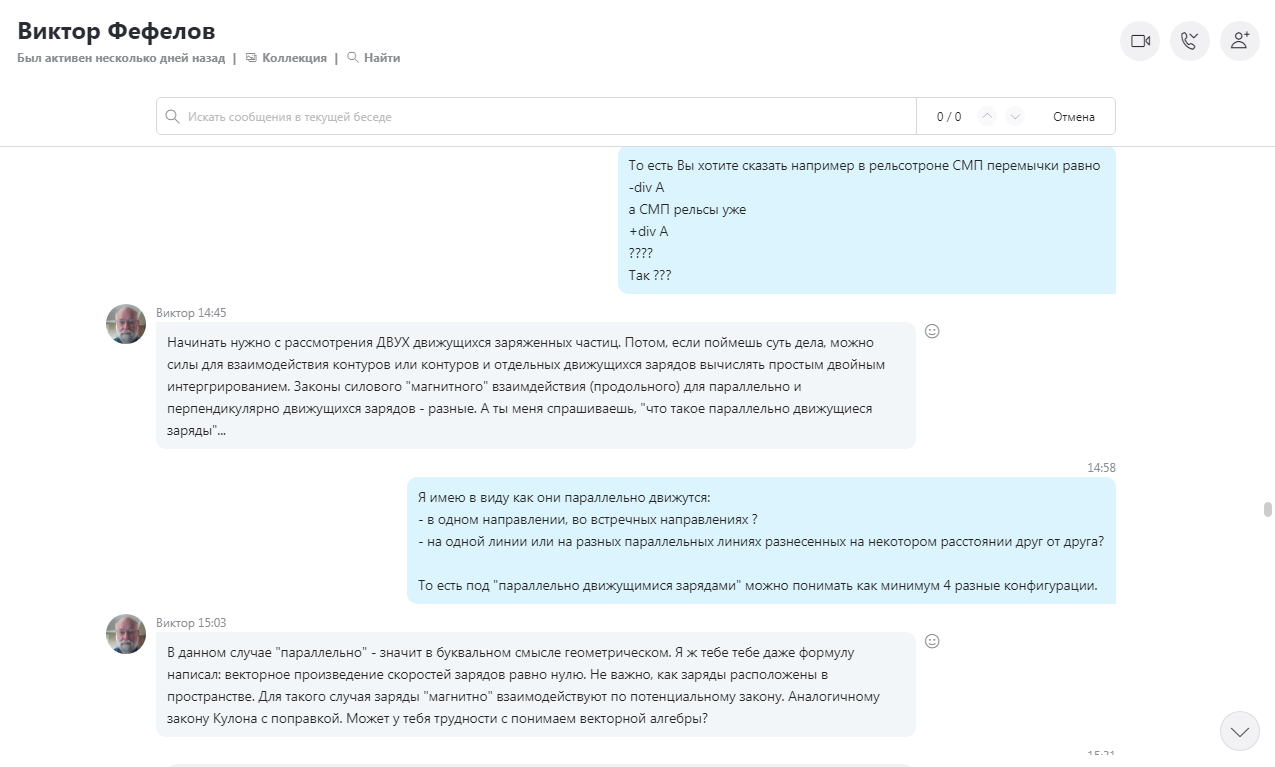 Виктор Фефелов
Был активен несколько дней назад | Коллекция | Найти
Искать сообщения в текущей беседе
0 / 0
Отмена
То есть Вы хотите сказать например в рельсотроне СМП перемычки равно
-div A
а СМП рельсы уже
+div A
????
Так ???
Виктор 14:45
Начинать нужно с рассмотрения ДВУХ движущихся заряженных частиц. Потом, если поймешь суть дела, можно
силы для взаимодействия контуров или контуров и отдельных движущихся зарядов вычислять простым двойным
интергрированием. Законы силового "магнитного" взаимдействия (продольного) для параллельно и
перпендикулярно движущихся зарядов - разные. А ты меня спрашиваешь, "что такое параллельно движущиеся
заряды"...
14:58
Я имею в виду как они параллельно движутся:
- в одном направлении, во встречных направлениях ?
- на одной линии или на разных параллельных линиях разнесенных на некотором расстоянии друг от друга?
То есть под "параллельно движущимися зарядами" можно понимать как минимум 4 разные конфигурации.
Виктор 15:03
В данном случае "параллельно" - значит в буквальном смысле геометрическом. Я ж тебе тебе даже формулу
написал: векторное произведение скоростей зарядов равно нулю. Не важно, как заряды расположены в
пространстве. Для такого случая заряды "магнитно" взаимодействуют по потенциальному закону. Аналогичному
закону Кулона с поправкой. Может у тебя трудности с понимаем векторной алгебры?